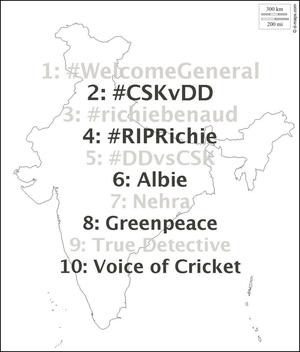 300 km
200 mi
© d-maps.com
1: #WelcomeGeneral
2: #CSKvDD
3: #richiebenaud
4: #RIPRichie
5: #DDvsCSK
6: Albie
7: Nehra
8: Greenpeace
9: True Detective
10: Voice of Cricket